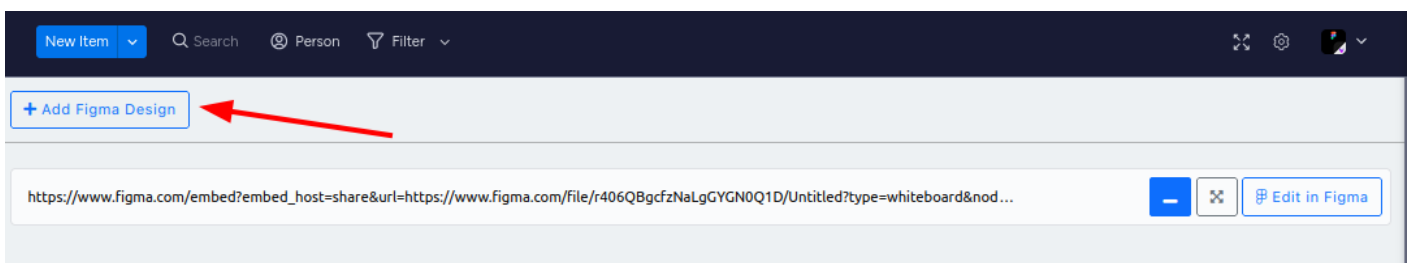 New Item Search Person Filter
+ Add Figma Design
https://www.figma.com/embed?embed_host=share&url=https://www.figma.com/file/r406QBgcfzNaLgGYGN0Q1D/Untitled?type=whiteboard&nod... Edit in Figma